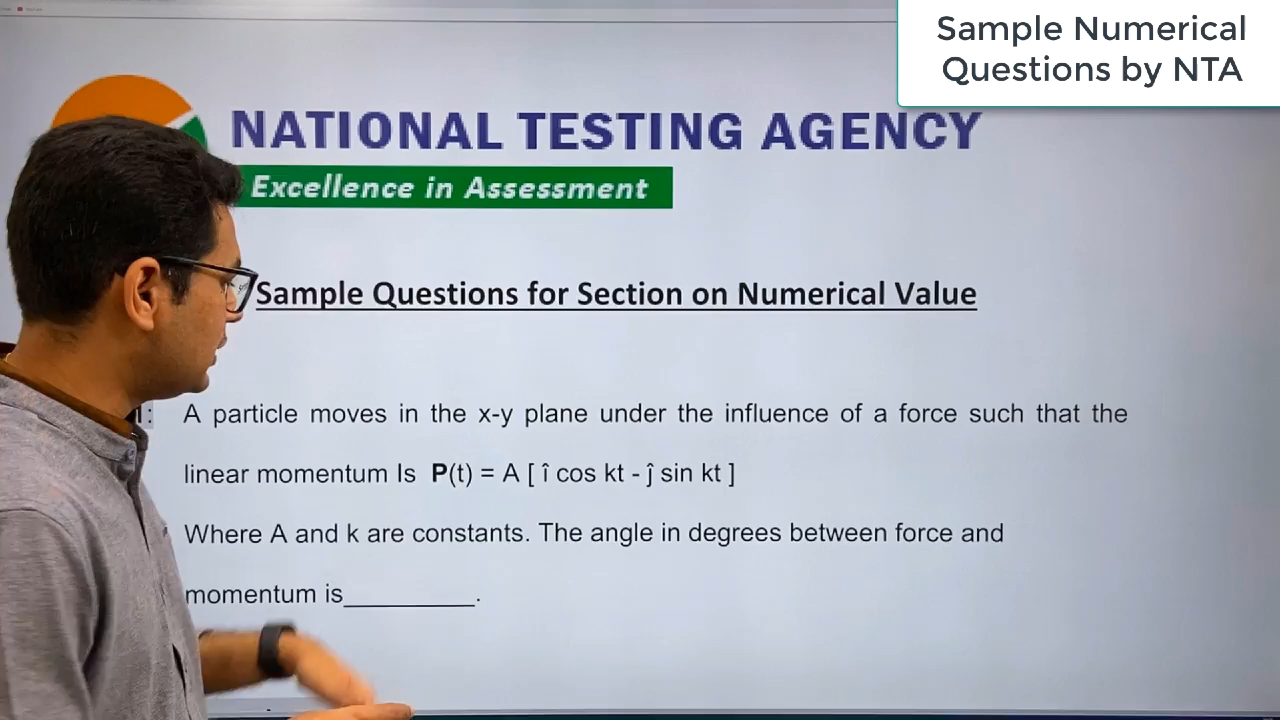 Sample Numerical
Questions by NTA
NATIONAL TESTING AGENCY
Excellence in Assessment
Sample Questions for Section on Numerical Value
1: A particle moves in the x-y plane under the influence of a force such that the
linear momentum Is P(t) = A [ î cos kt - ĵ sin kt ]
Where A and k are constants. The angle in degrees between force and
momentum is_________.